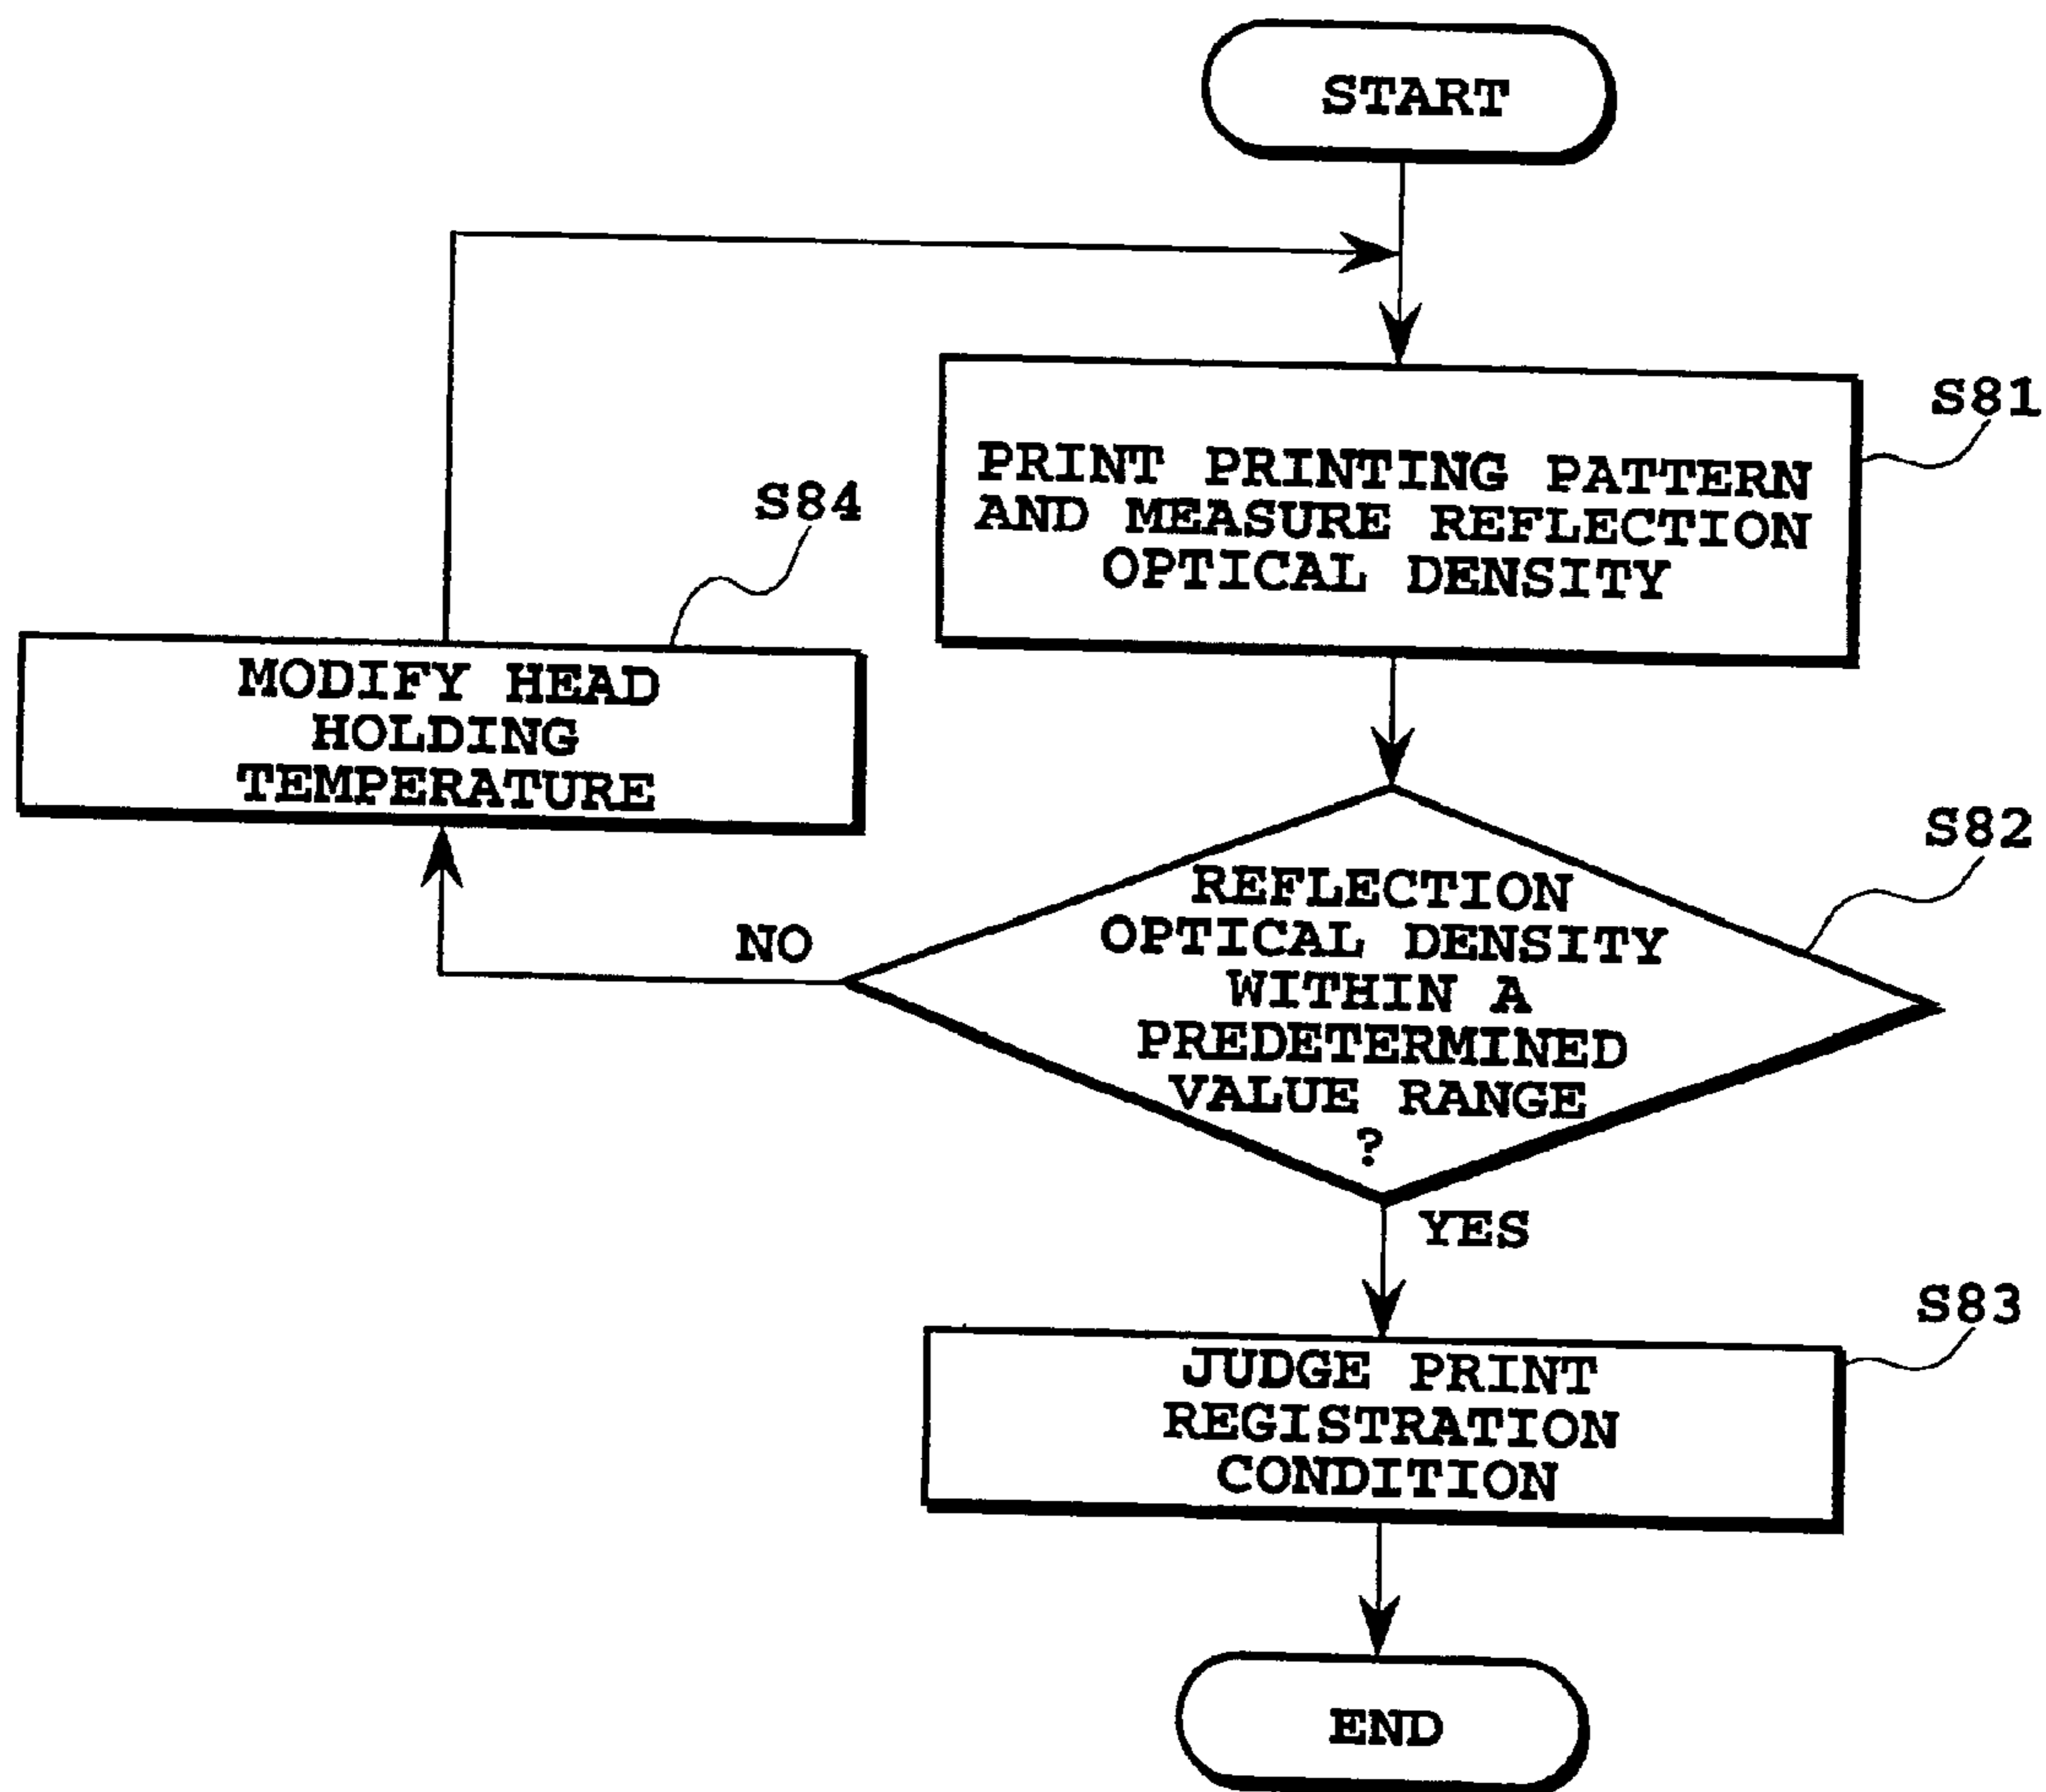 START
S81
PRINT PRINTING PATTERN
AND MEASURE REFLECTION
OPTICAL DENSITY
S84
MODIFY HEAD
HOLDING
TEMPERATURE
S82
REFLECTION
OPTICAL DENSITY
WITHIN A
PREDETERMINED
VALUE RANGE
?
NO
YES
S83
JUDGE PRINT
REGISTRATION
CONDITION
END